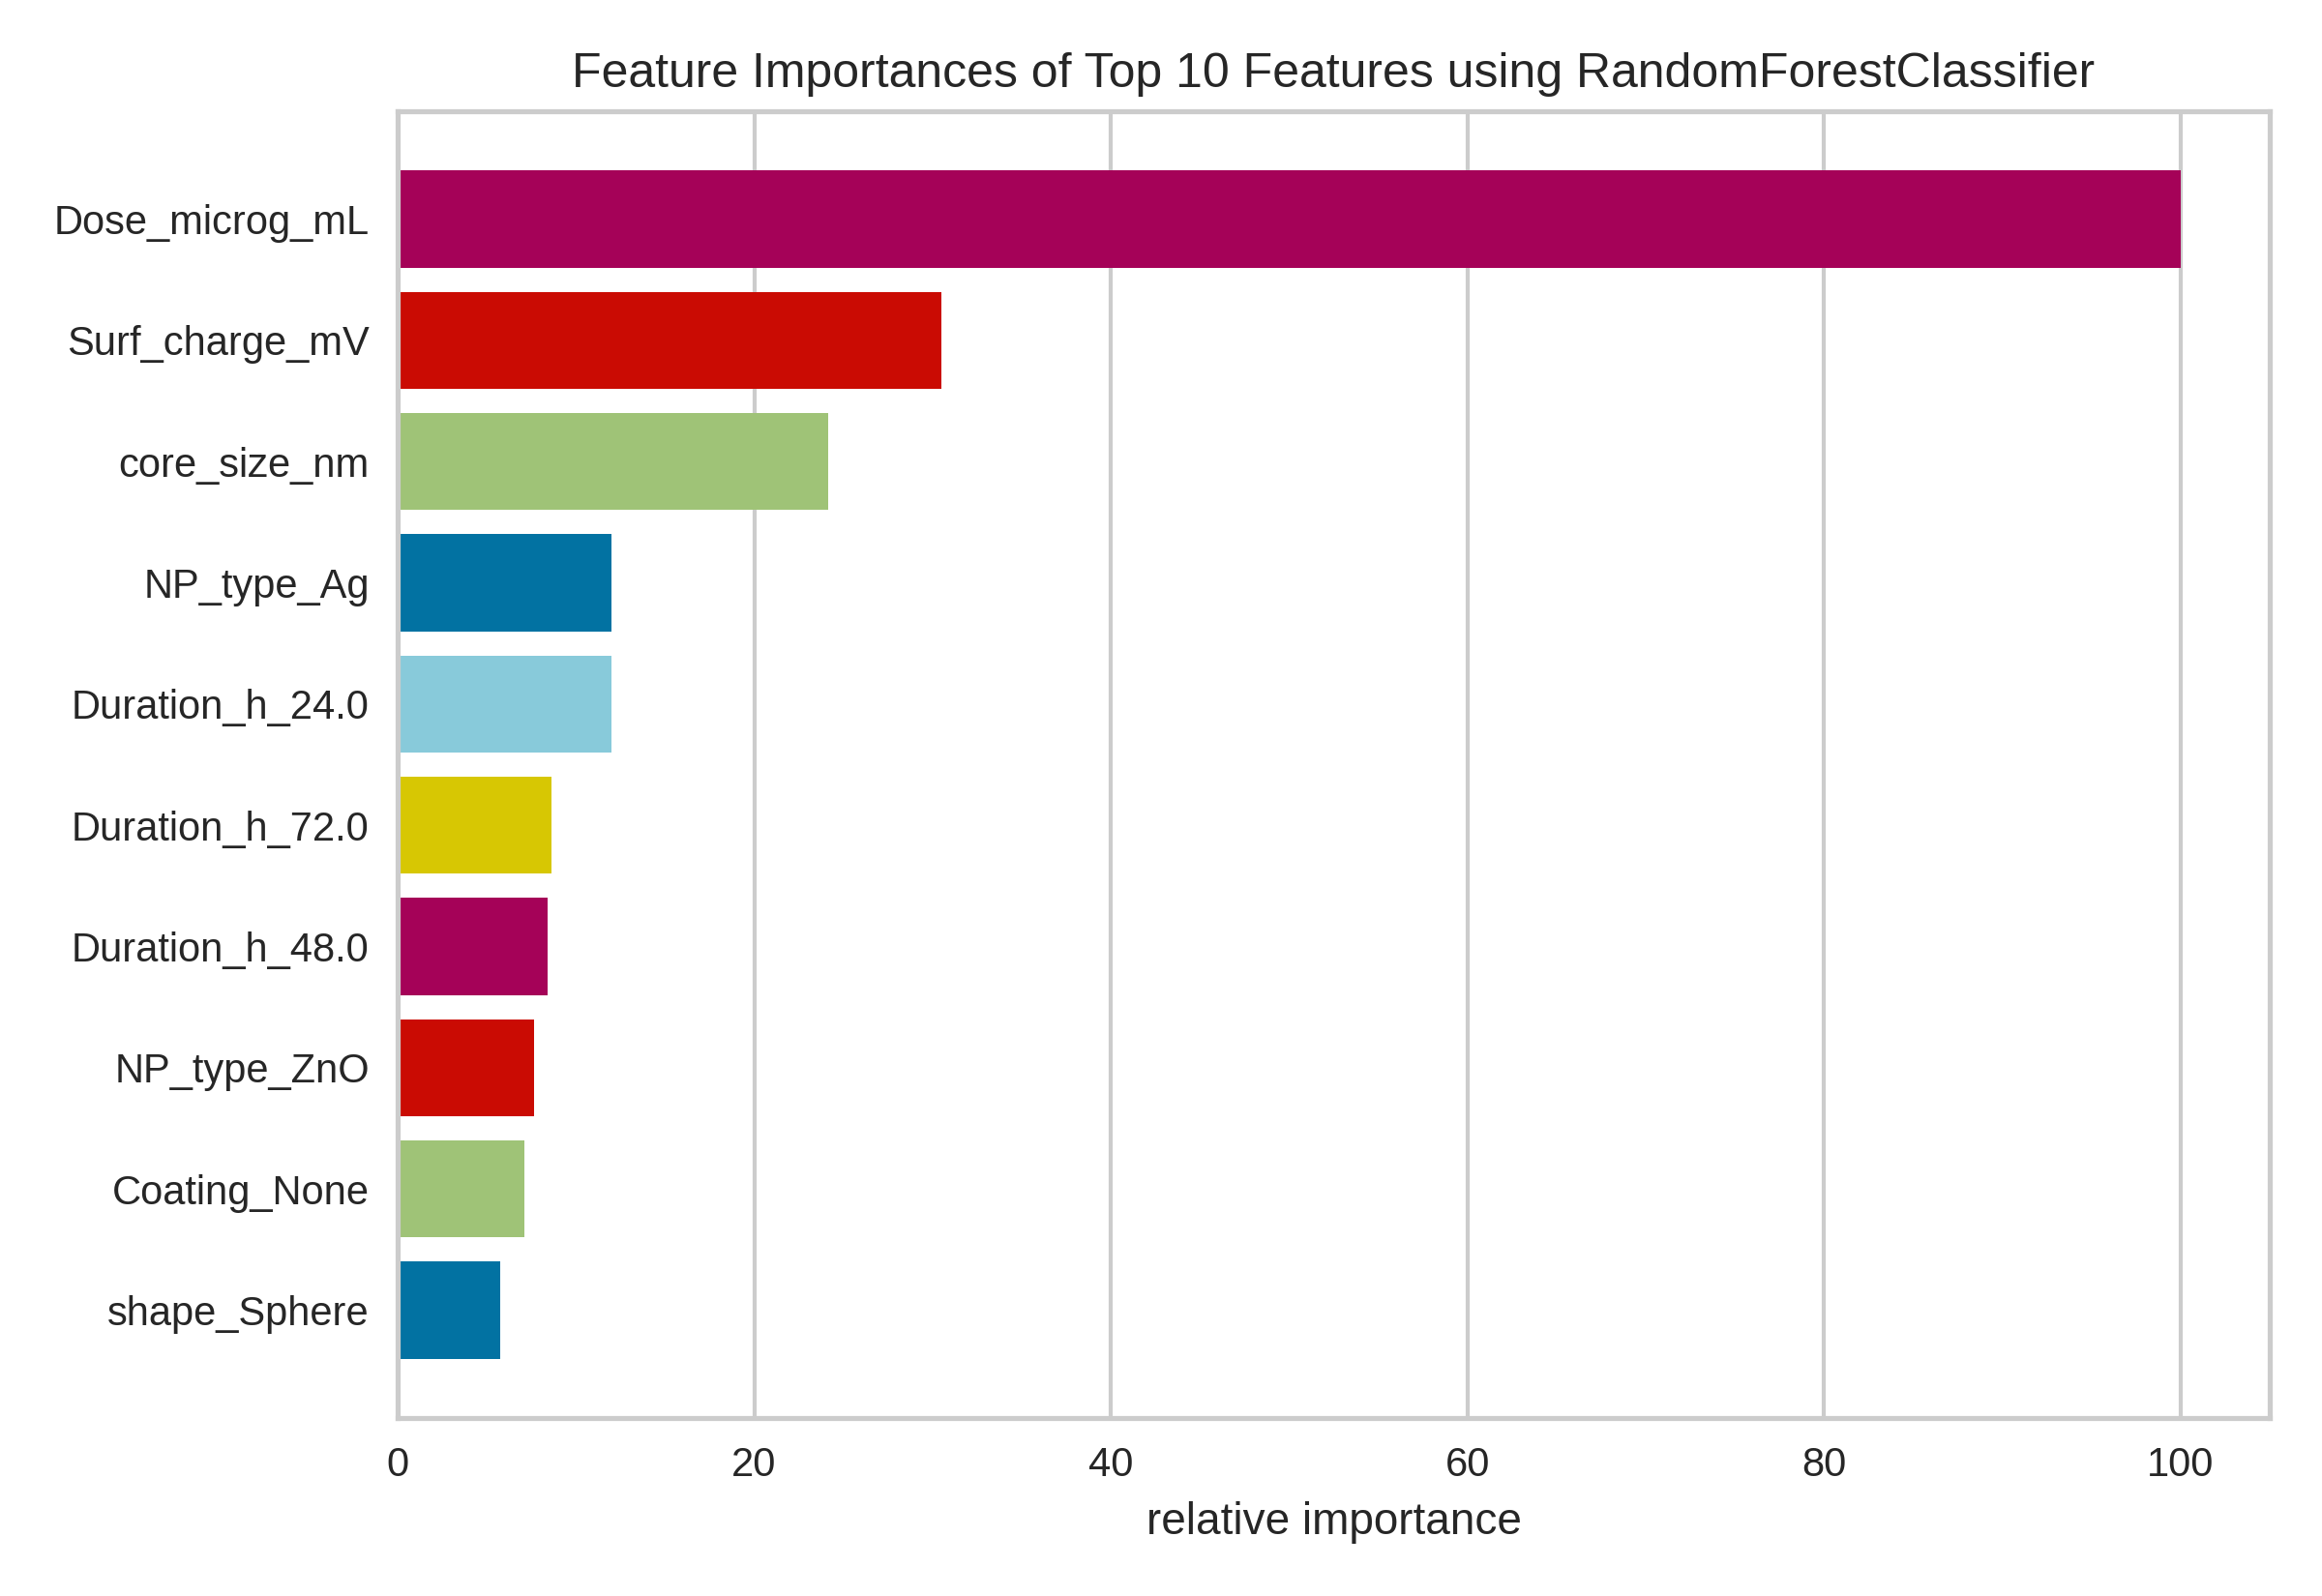 Feature Importances of Top 10 Features using RandomForestClassifier
Dose_microg_mL
Surf_charge_mV
core_size_nm
NP_type_Ag
Duration_h_24.0
Duration_h_72.0
Duration_h_48.0
NP_type_ZnO
Coating_None
shape_Sphere
0 20 40 60 80 100
relative importance